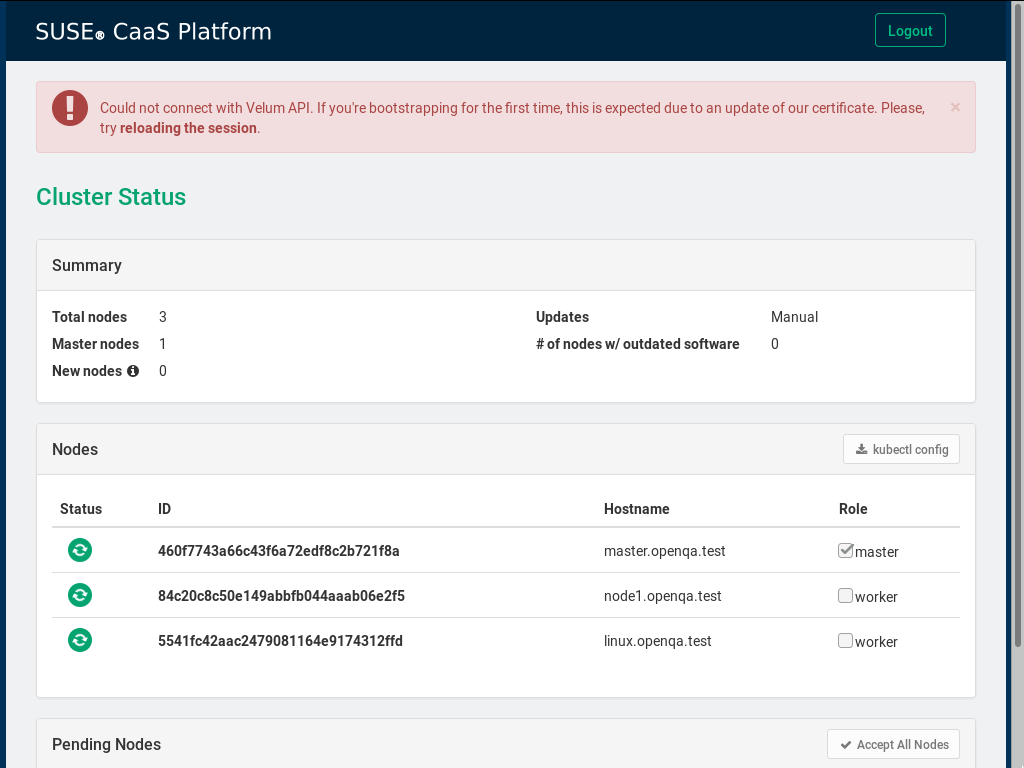 SUSE® CaaS Platform
Logout
Could not connect with Velum API. If you're bootstrapping for the first time, this is expected due to an update of our certificate. Please,
try reloading the session.
×
Cluster Status
Summary
Total nodes 3 Updates Manual
Master nodes 1 # of nodes w/ outdated software 0
New nodes 0
Nodes kubectl config
Status ID Hostname Role
460f7743a66c43f6a72edf8c2b721f8a master.openqa.test master
84c20c8c50e149abbfb044aaab06e2f5 node1.openqa.test worker
5541fc42aac2479081164e9174312ffd linux.openqa.test worker
Pending Nodes Accept All Nodes